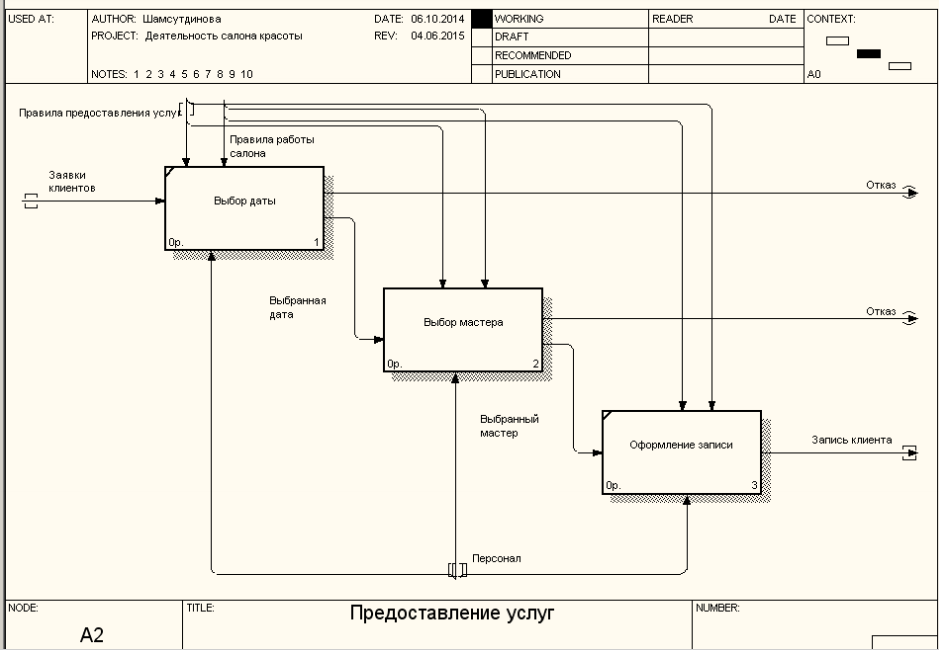 USED AT:
AUTHOR: Шамсутдинова
DATE: 06.10.2014
WORKING
READER
DATE
CONTEXT:
PROJECT: Деятельность салона красоты
REV: 04.06.2015
DRAFT
RECOMMENDED
NOTES: 1 2 3 4 5 6 7 8 9 10
PUBLICATION
A0
Правила предоставления услуг
Правила работы
салона
Заявки
клиентов
Выбор даты
0р.
1
Отказ
Выбранная
дата
Выбор мастера
0р.
2
Отказ
Выбранный
мастер
Оформление записи
0р.
3
Запись клиента
Персонал
NODE:
A2
TITLE:
Предоставление услуг
NUMBER: